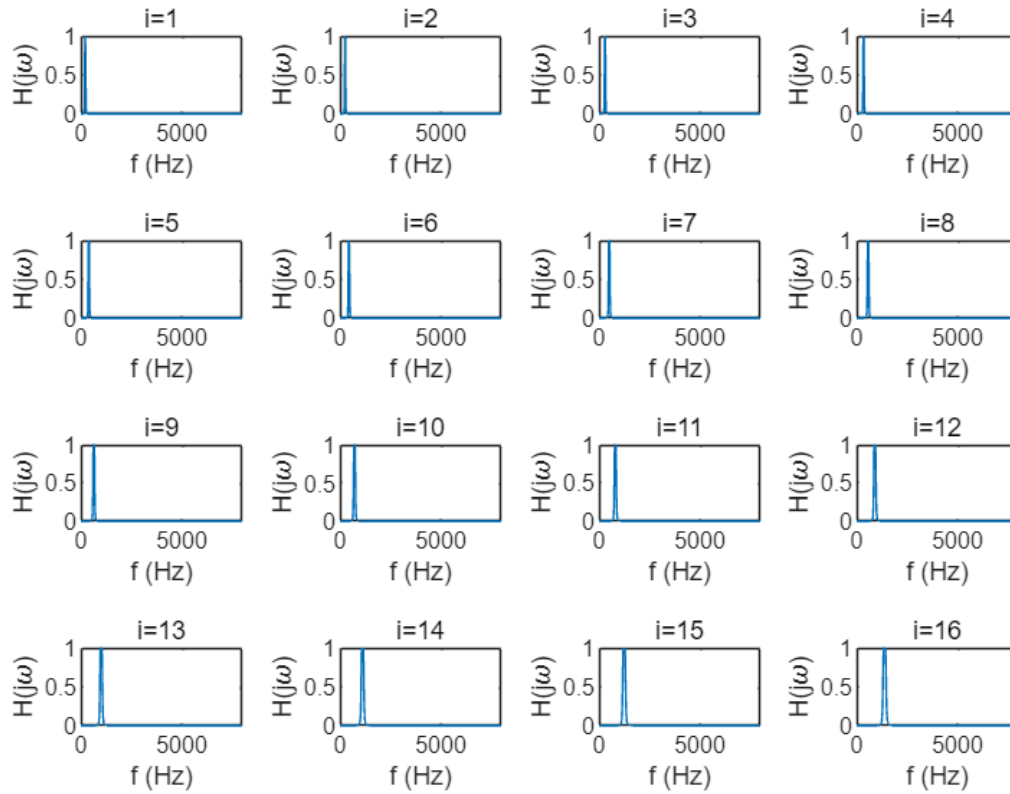 i=1 i=2 i=3 i=4
1 1 1 1
H(jω) 0.5 H(jω) 0.5 H(jω) 0.5 H(jω) 0.5
0 0 0 0
0 5000 0 5000 0 5000 0 5000
f (Hz) f (Hz) f (Hz) f (Hz)
i=5 i=6 i=7 i=8
1 1 1 1
H(jω) 0.5 H(jω) 0.5 H(jω) 0.5 H(jω) 0.5
0 0 0 0
0 5000 0 5000 0 5000 0 5000
f (Hz) f (Hz) f (Hz) f (Hz)
i=9 i=10 i=11 i=12
1 1 1 1
H(jω) 0.5 H(jω) 0.5 H(jω) 0.5 H(jω) 0.5
0 0 0 0
0 5000 0 5000 0 5000 0 5000
f (Hz) f (Hz) f (Hz) f (Hz)
i=13 i=14 i=15 i=16
1 1 1 1
H(jω) 0.5 H(jω) 0.5 H(jω) 0.5 H(jω) 0.5
0 0 0 0
0 5000 0 5000 0 5000 0 5000
f (Hz) f (Hz) f (Hz) f (Hz)